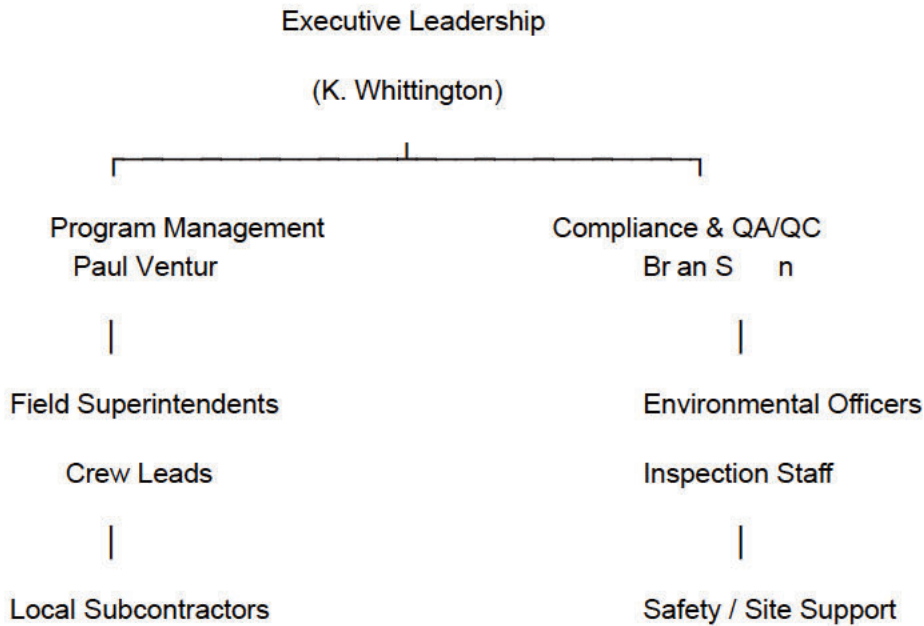 Executive Leadership
(K. Whittington)
Program Management
Compliance & QA/QC
Paul Ventur
Field Superintendents
Environmental Officers
Crew Leads
Inspection Staff
Local Subcontractors
Safety / Site Support